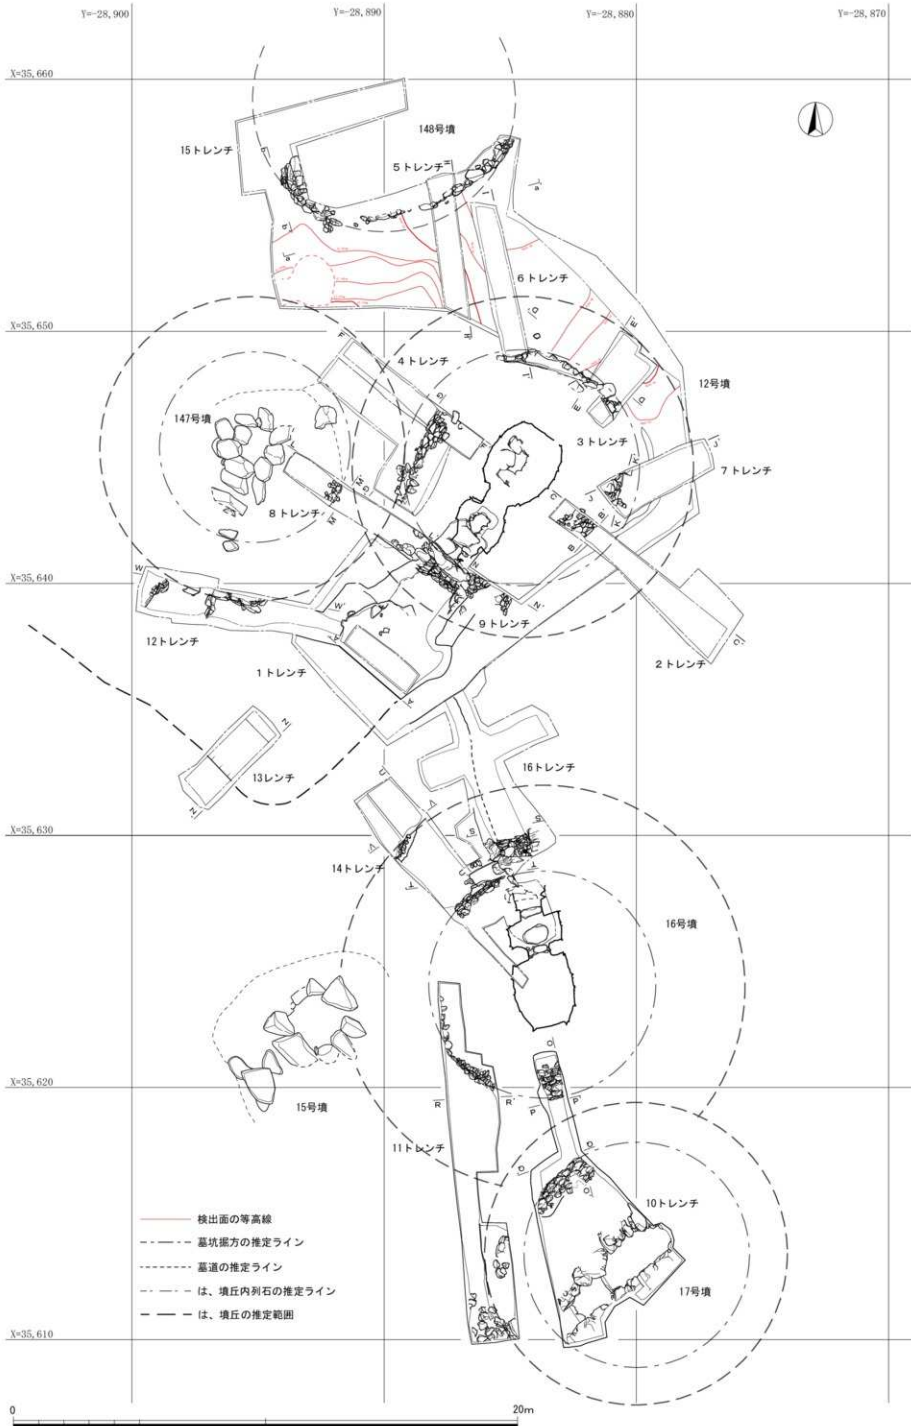 Y=-28,900
Y=-28,890
Y=-28,880
Y=-28,870
X=35,660
148号墳
15トレンチ
5トレンチ
6トレンチ
X=35,650
4トレンチ
12号墳
147号墳
3トレンチ
7トレンチ
8トレンチ
X=35,640
9トレンチ
12トレンチ
2トレンチ
1トレンチ
13レンチ
16トレンチ
X=35,630
14トレンチ
16号墳
X=35,620
15号墳
R
R'
P
P'
11トレンチ
10トレンチ
17号墳
検出面の等高線
墓坑掘方の推定ライン
墓道の推定ライン
は、墳丘内列石の推定ライン
は、墳丘の推定範囲
X=35,610
0
20m